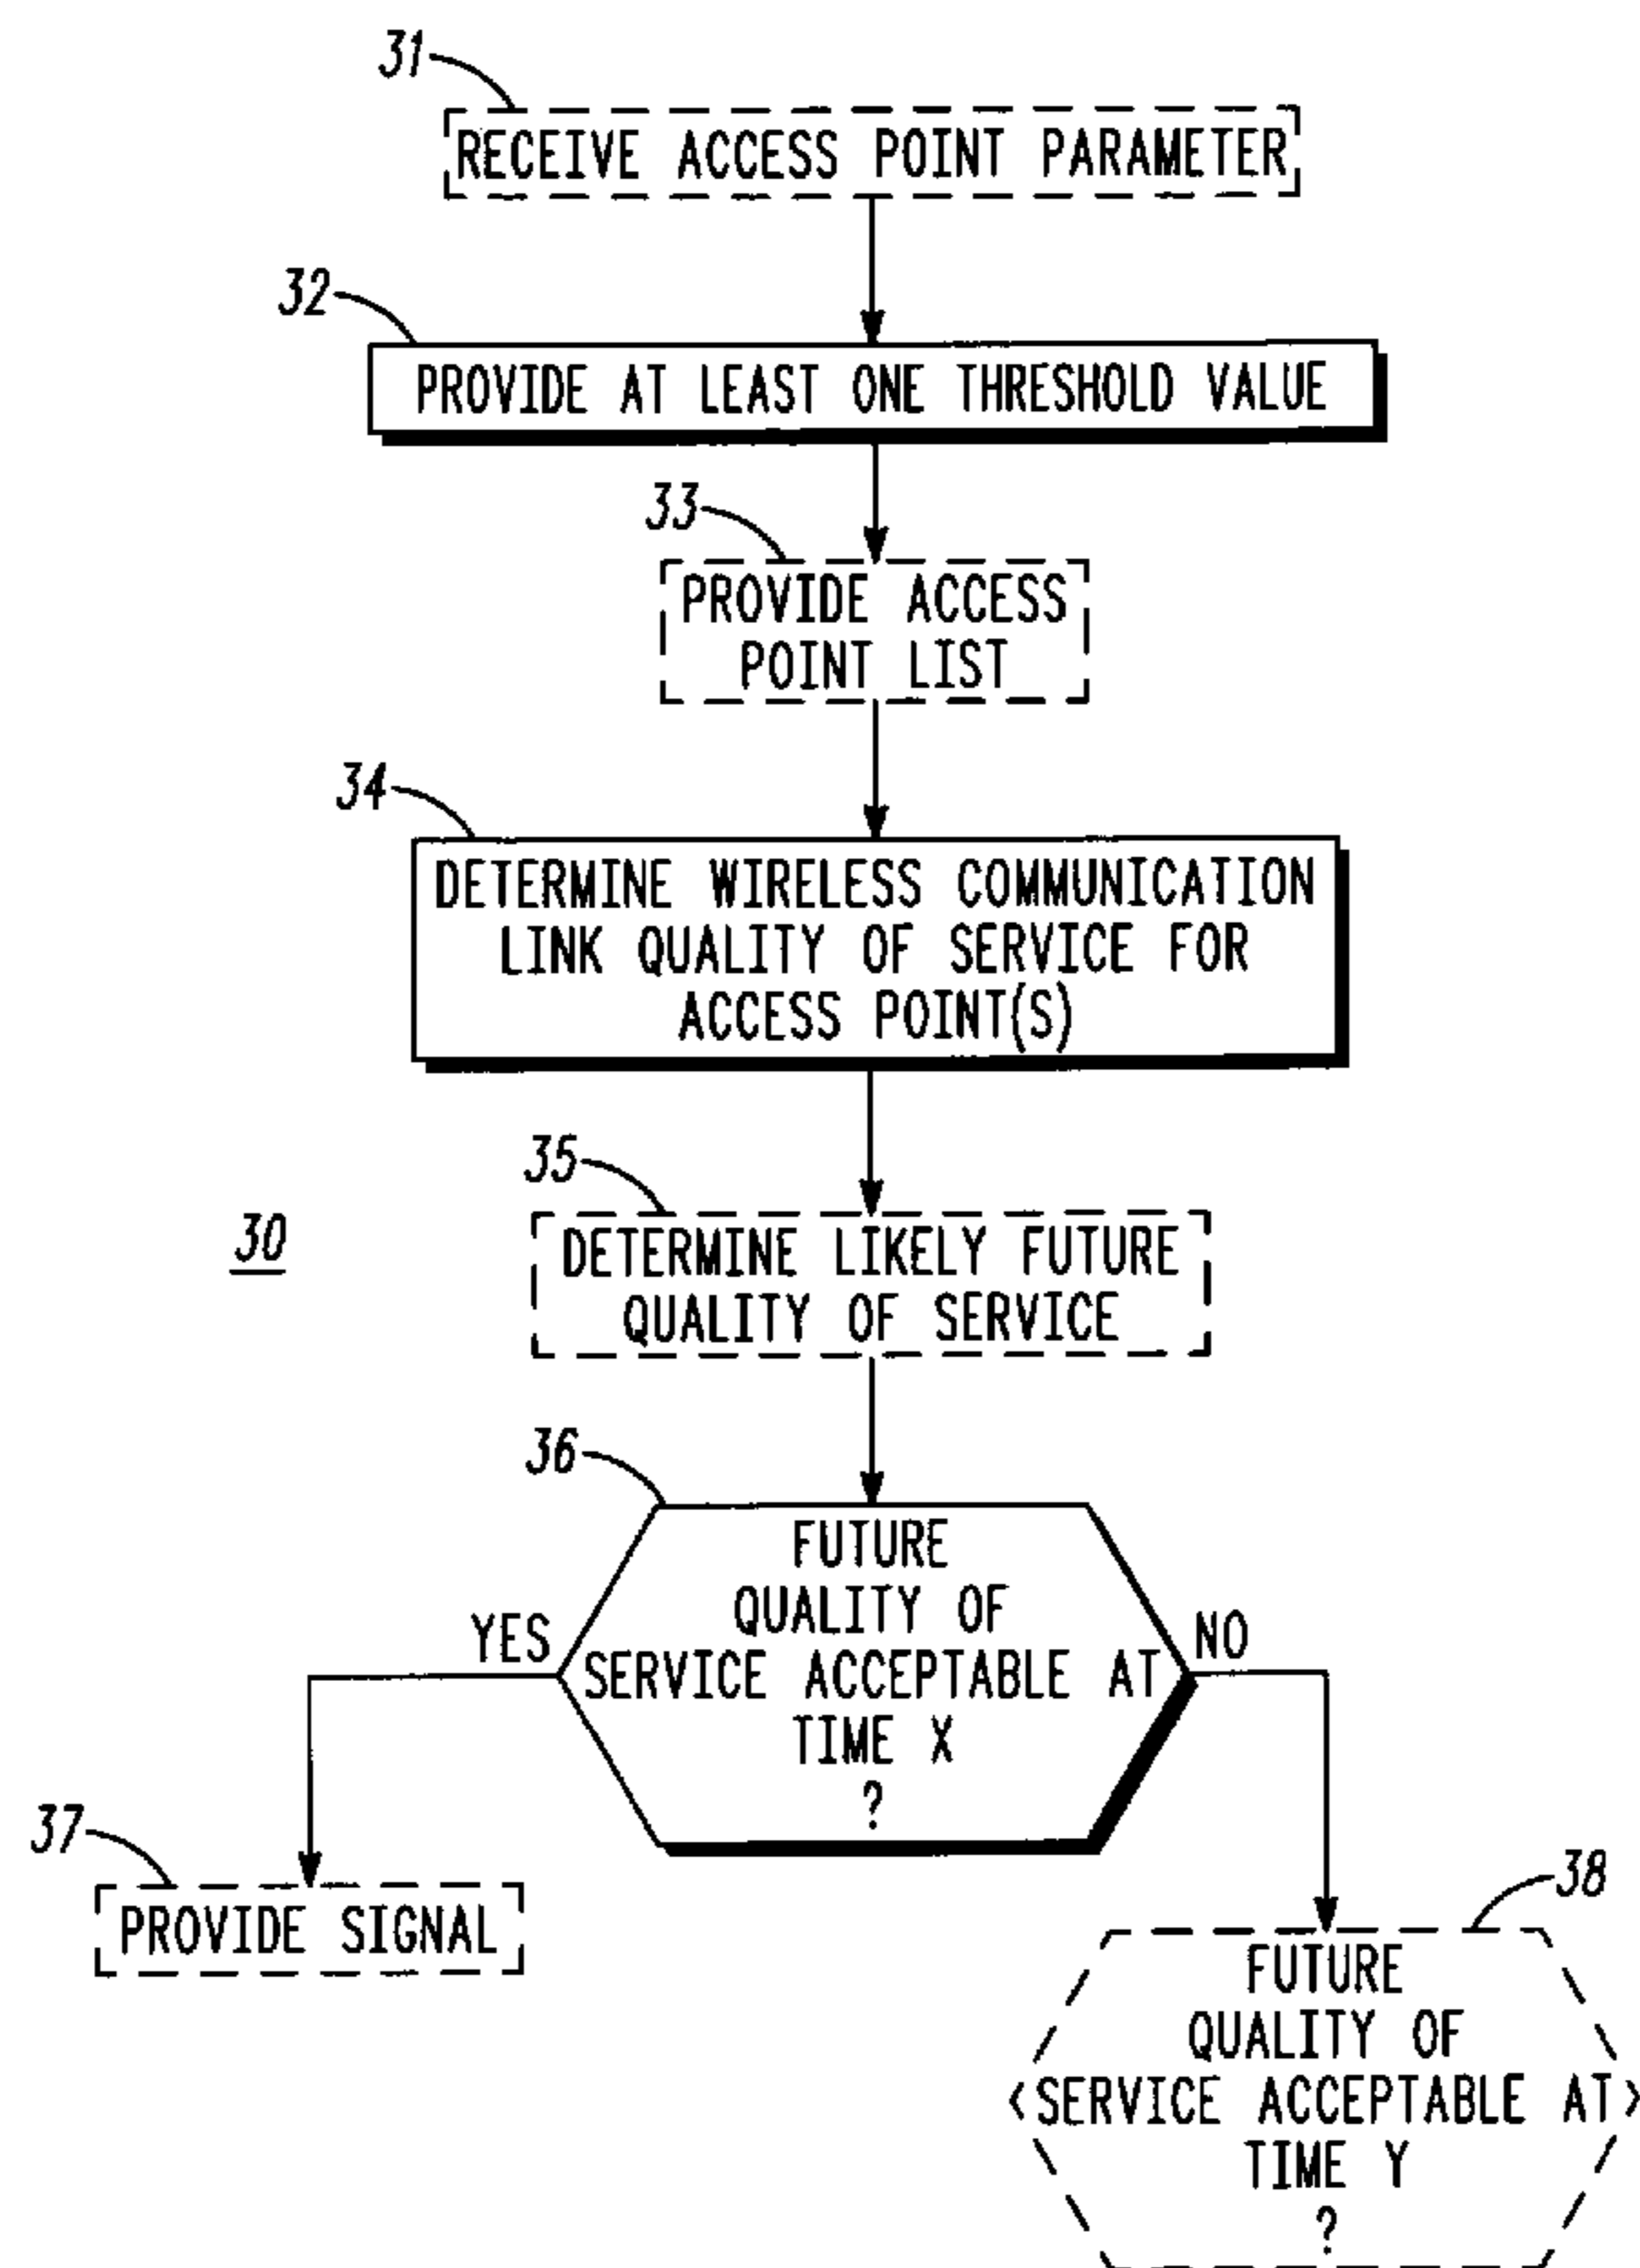 31
RECEIVE ACCESS POINT PARAMETER
32
PROVIDE AT LEAST ONE THRESHOLD VALUE
33
PROVIDE ACCESS
POINT LIST
34
DETERMINE WIRELESS COMMUNICATION
LINK QUALITY OF SERVICE FOR
ACCESS POINT(S)
35
30
DETERMINE LIKELY FUTURE
QUALITY OF SERVICE
36
FUTURE
QUALITY OF
SERVICE ACCEPTABLE AT
TIME X
?
YES
NO
37
PROVIDE SIGNAL
38
FUTURE
QUALITY OF
SERVICE ACCEPTABLE AT
TIME Y
?